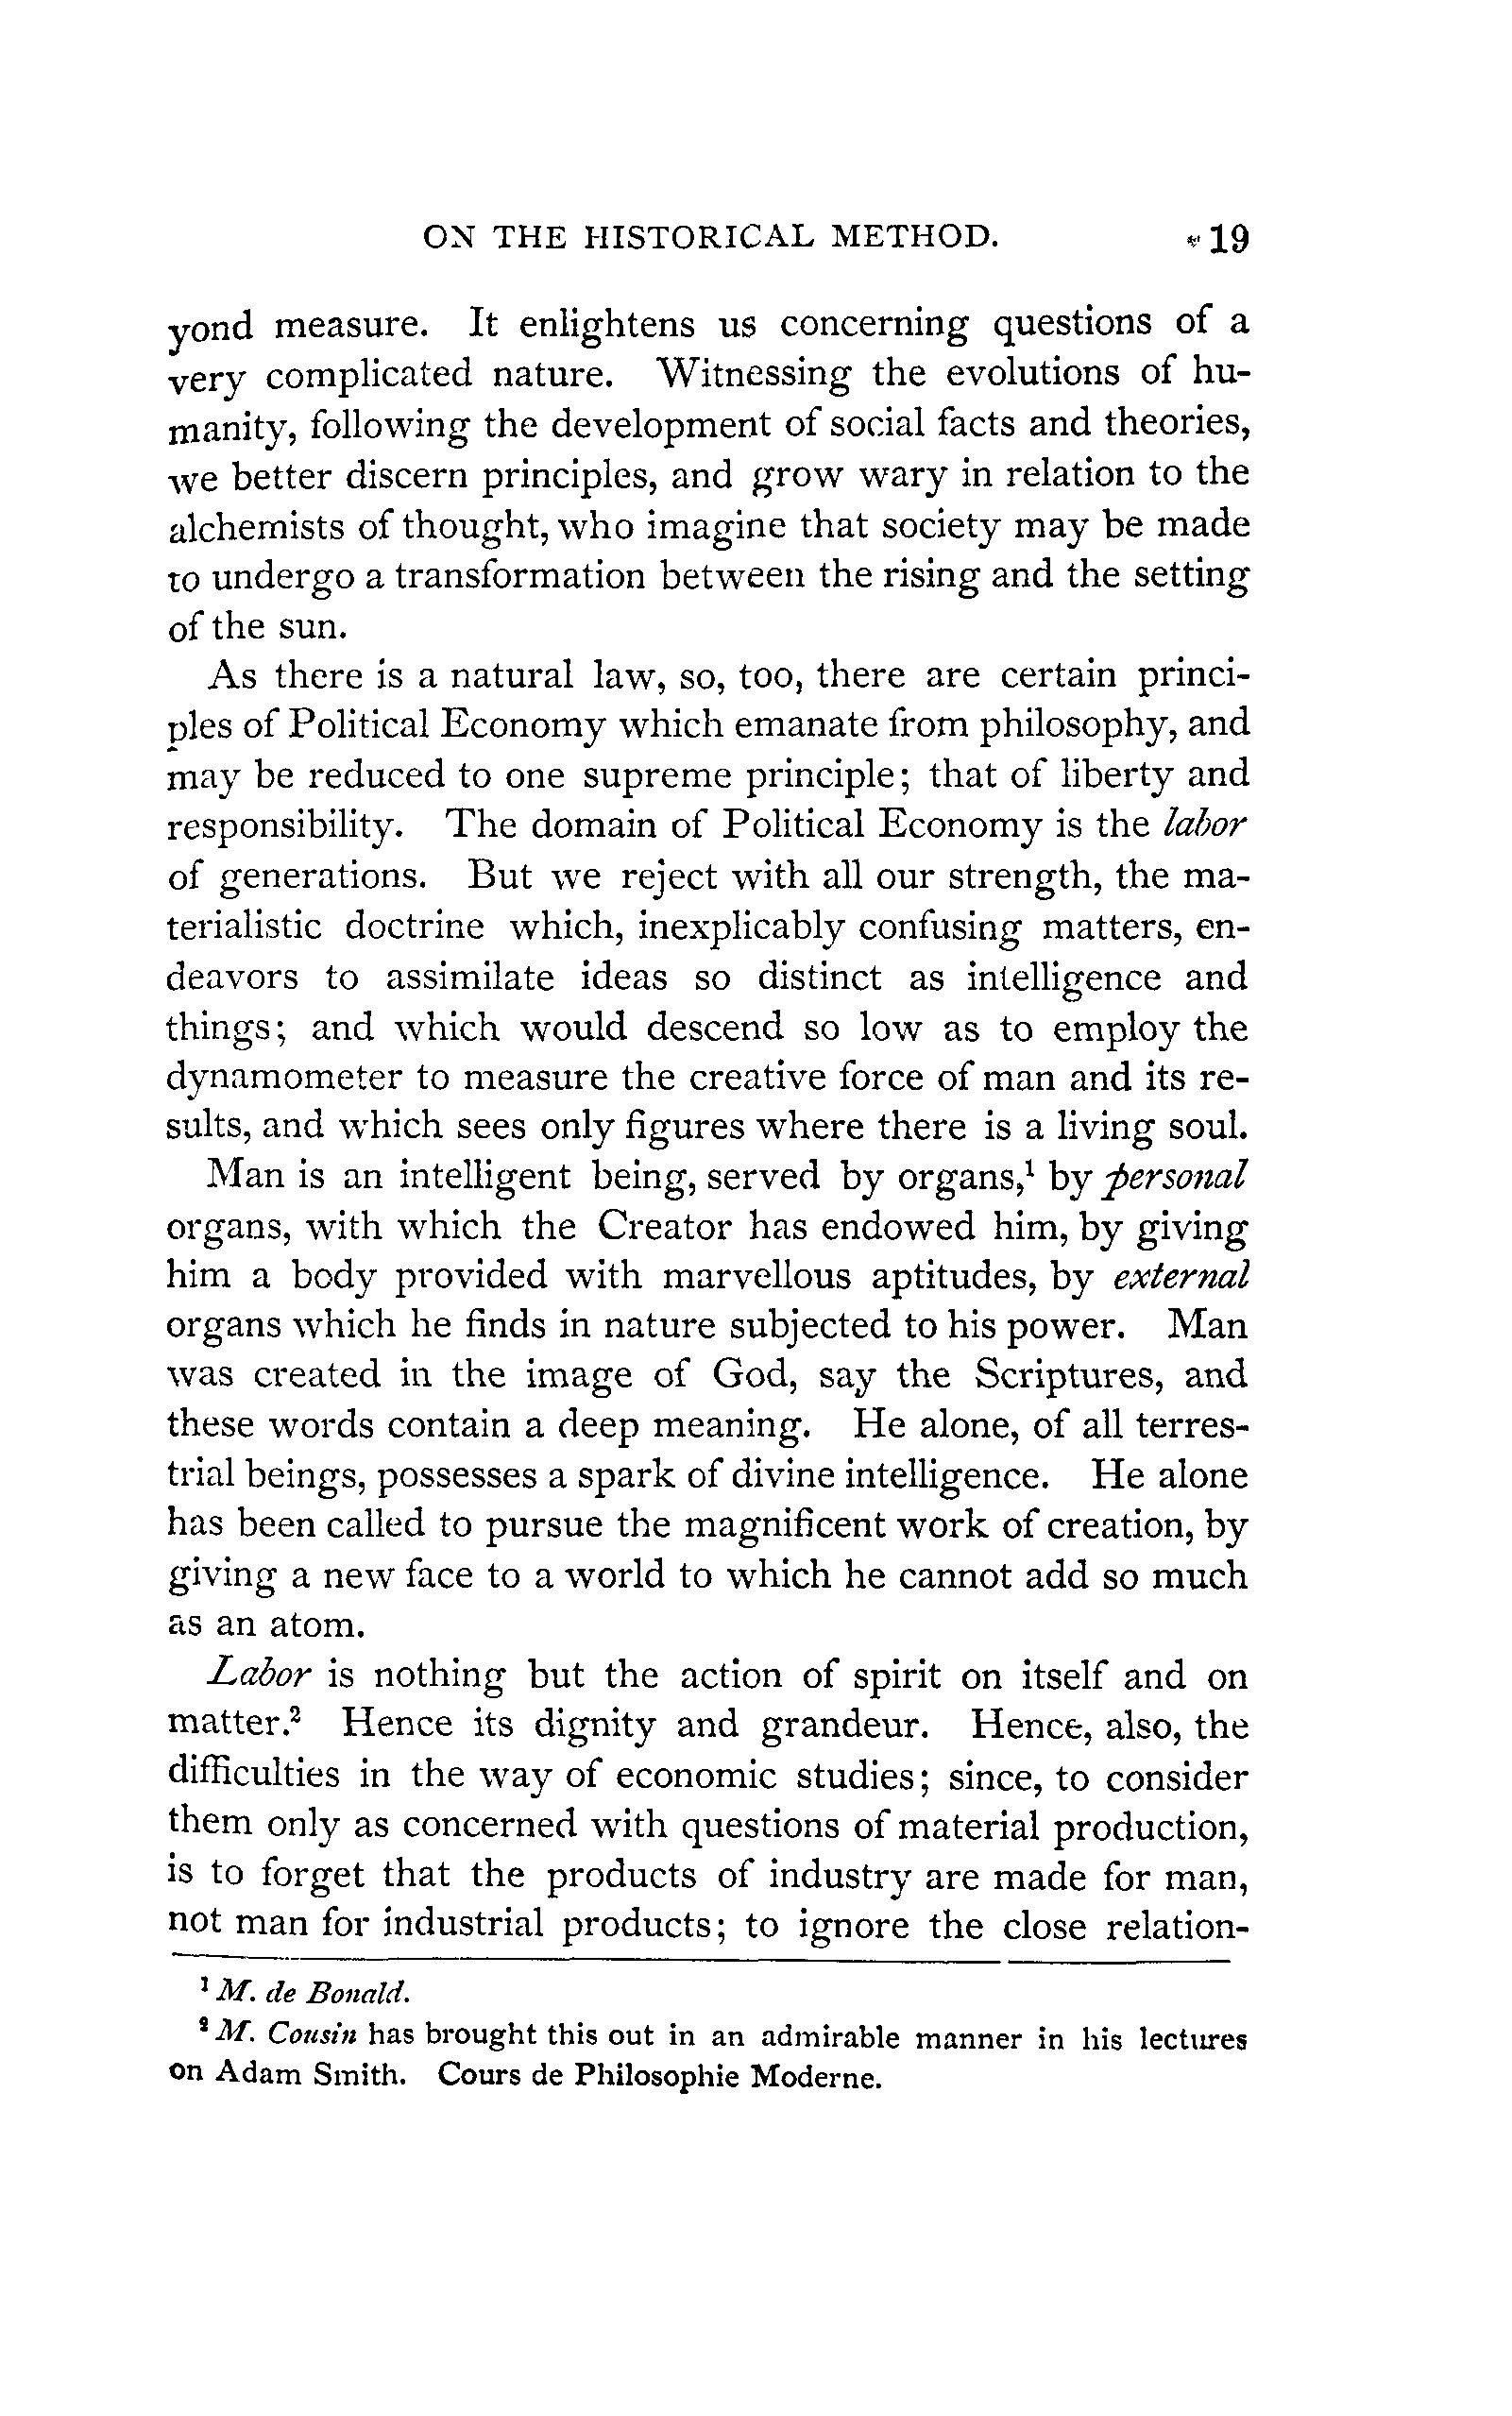 ON THE HISTORICAL METHOD. 19
yond measure. It enlightens us concerning questions of a
very complicated nature. Witnessing the evolutions of hu-
manity, following the development of social facts and theories,
we better discern principles, and grow wary in relation to the
alchemists of thought, who imagine that society may be made
to undergo a transformation between the rising and the setting
of the sun.
As there is a natural law, so, too, there are certain princi-
ples of Political Economy which emanate from philosophy, and
may be reduced to one supreme principle; that of liberty and
responsibility. The domain of Political Economy is the labor
of generations. But we reject with all our strength, the ma-
terialistic doctrine which, inexplicably confusing matters, en-
deavors to assimilate ideas so distinct as intelligence and
things; and which would descend so low as to employ the
dynamometer to measure the creative force of man and its re-
sults, and which sees only figures where there is a living soul.
Man is an intelligent being, served by organs,¹ by personal
organs, with which the Creator has endowed him, by giving
him a body provided with marvellous aptitudes, by external
organs which he finds in nature subjected to his power. Man
was created in the image of God, say the Scriptures, and
these words contain a deep meaning. He alone, of all terres-
trial beings, possesses a spark of divine intelligence. He alone
has been called to pursue the magnificent work of creation, by
giving a new face to a world to which he cannot add so much
as an atom.
Labor is nothing but the action of spirit on itself and on
matter.² Hence its dignity and grandeur. Hence, also, the
difficulties in the way of economic studies; since, to consider
them only as concerned with questions of material production,
is to forget that the products of industry are made for man,
not man for industrial products; to ignore the close relation-
¹ M. de Bonald.
² M. Cousin has brought this out in an admirable manner in his lectures
on Adam Smith. Cours de Philosophie Moderne.